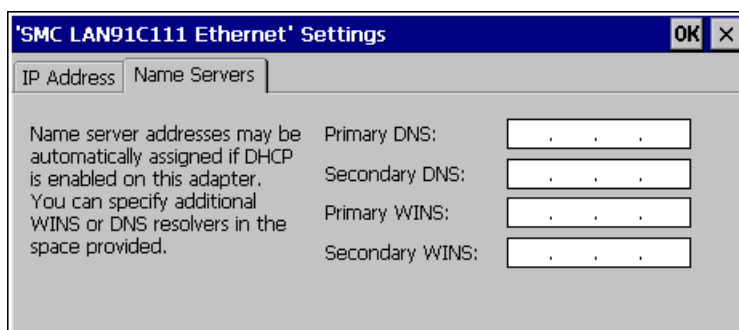 'SMC LAN91C111 Ethernet' Settings OK ×
IP Address Name Servers
Name server addresses may be
automatically assigned if DHCP
is enabled on this adapter.
You can specify additional
WINS or DNS resolvers in the
space provided.
Primary DNS: . . .
Secondary DNS: . . .
Primary WINS: . . .
Secondary WINS: . . .